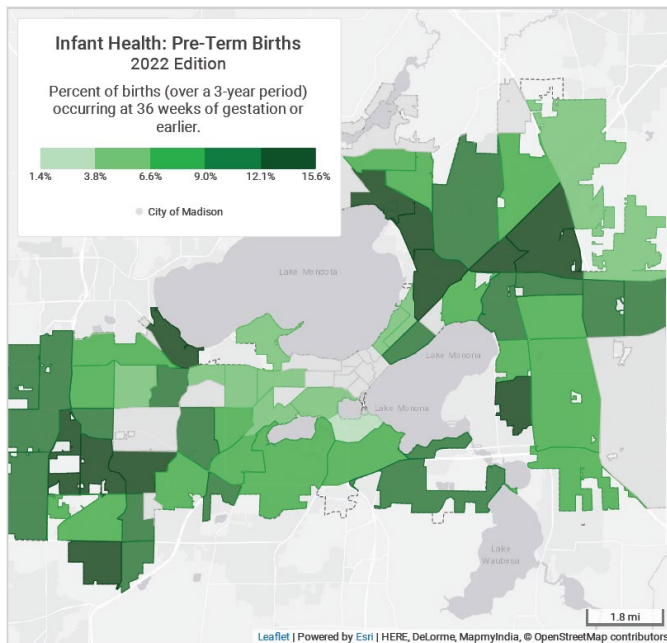 Infant Health: Pre-Term Births
2022 Edition
Percent of births (over a 3-year period)
occurring at 36 weeks of gestation or
earlier.
1.4% 3.8% 6.6% 9.0% 12.1% 15.6%
City of Madison
Lake Mendota
Lake Monona
Lake Monona
Lake
Waubesa
1.8 mi
Leaflet | Powered by Esri | HERE, DeLorme, MapmyIndia, © OpenStreetMap contributors